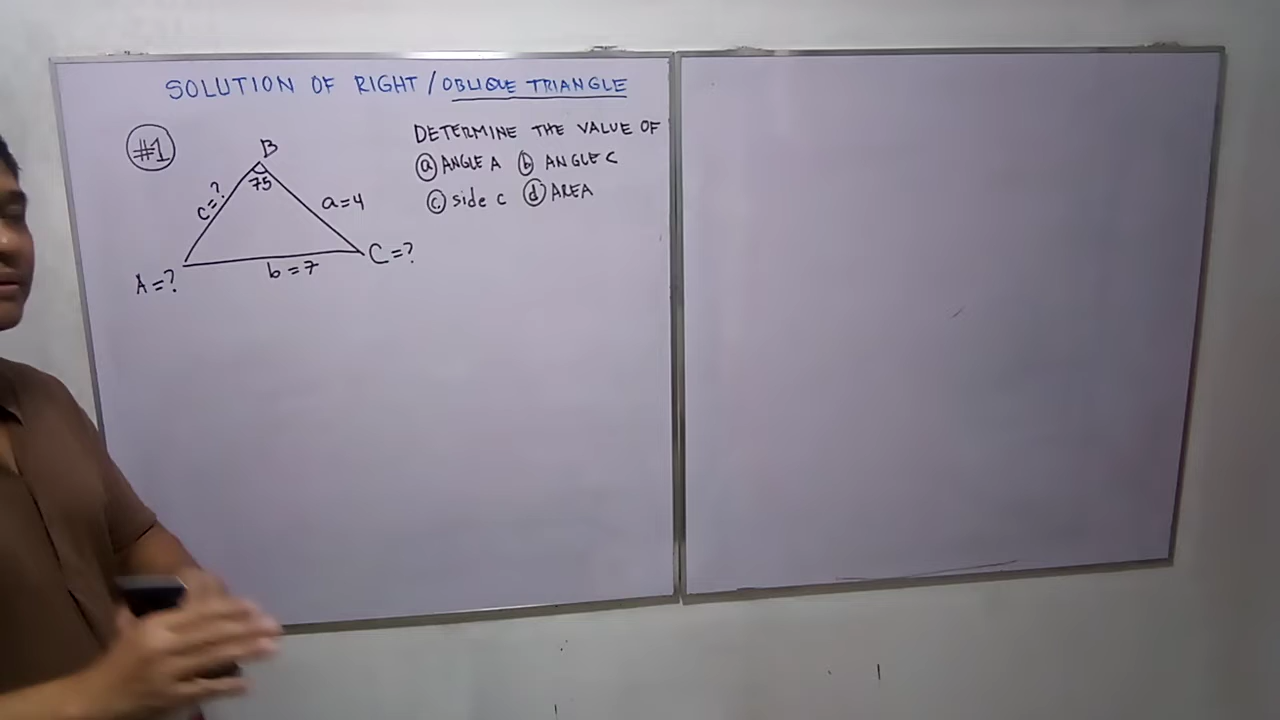 SOLUTION OF RIGHT / OBLIQUE TRIANGLE
#1
B
75
c=?
a=4
A=?
b=7
C=?
DETERMINE THE VALUE OF
a ANGLE A b ANGLE C
c side c d AREA